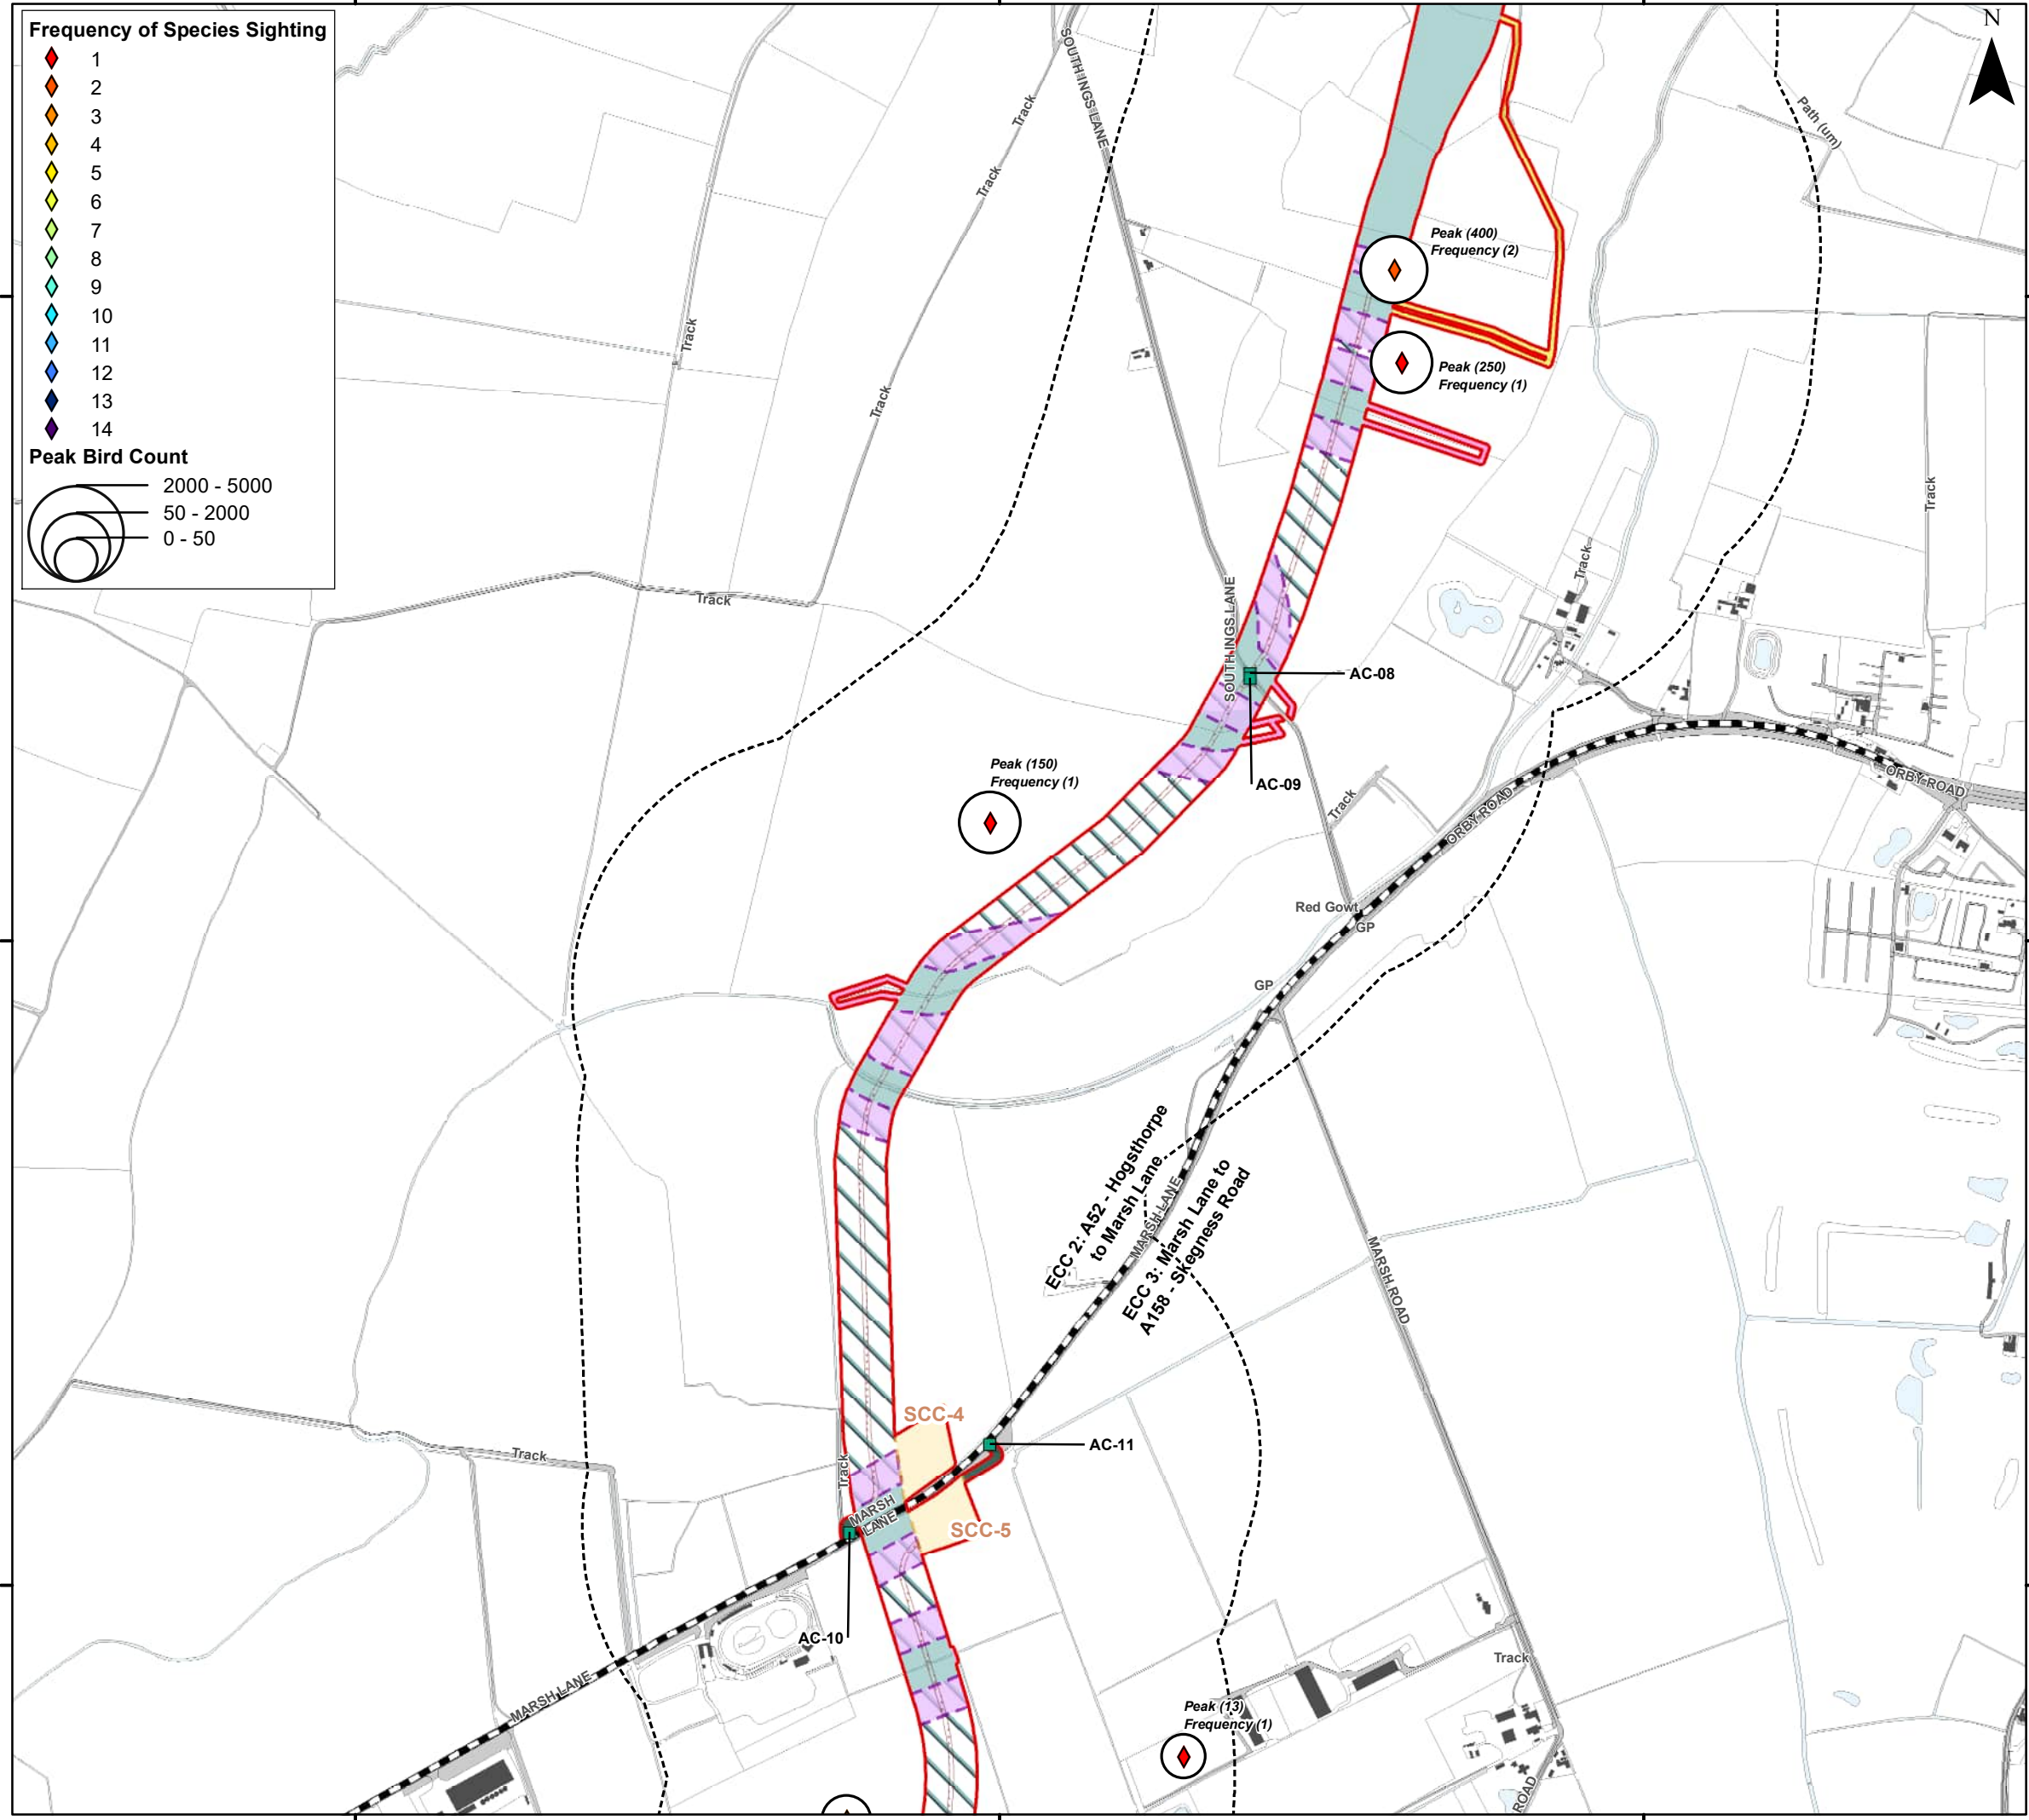 Frequency of Species Sighting
1
2
3
4
5
6
7
8
9
10
11
12
13
14
Peak Bird Count
2000 - 5000
50 - 2000
0 - 50
N
SOUTH INGS LANE
Track
Track
Track
Track
Track
Path (um)
Peak (400)
Frequency (2)
Peak (250)
Frequency (1)
Track
Track
SOUTH INGS LANE
AC-08
AC-09
Peak (150)
Frequency (1)
Track
ORBY ROAD
ORBY ROAD
Red Gowt
GP
GP
ECC 2: A52 - Hogsthorpe
to Marsh Lane
MARSH LANE
ECC 3: Marsh Lane to
A158 - Skegness Road
MARSH ROAD
SCC-4
AC-11
Track
Track
MARSH
LANE
SCC-5
AC-10
MARSH LANE
Track
Peak (13)
Frequency (1)
ROAD